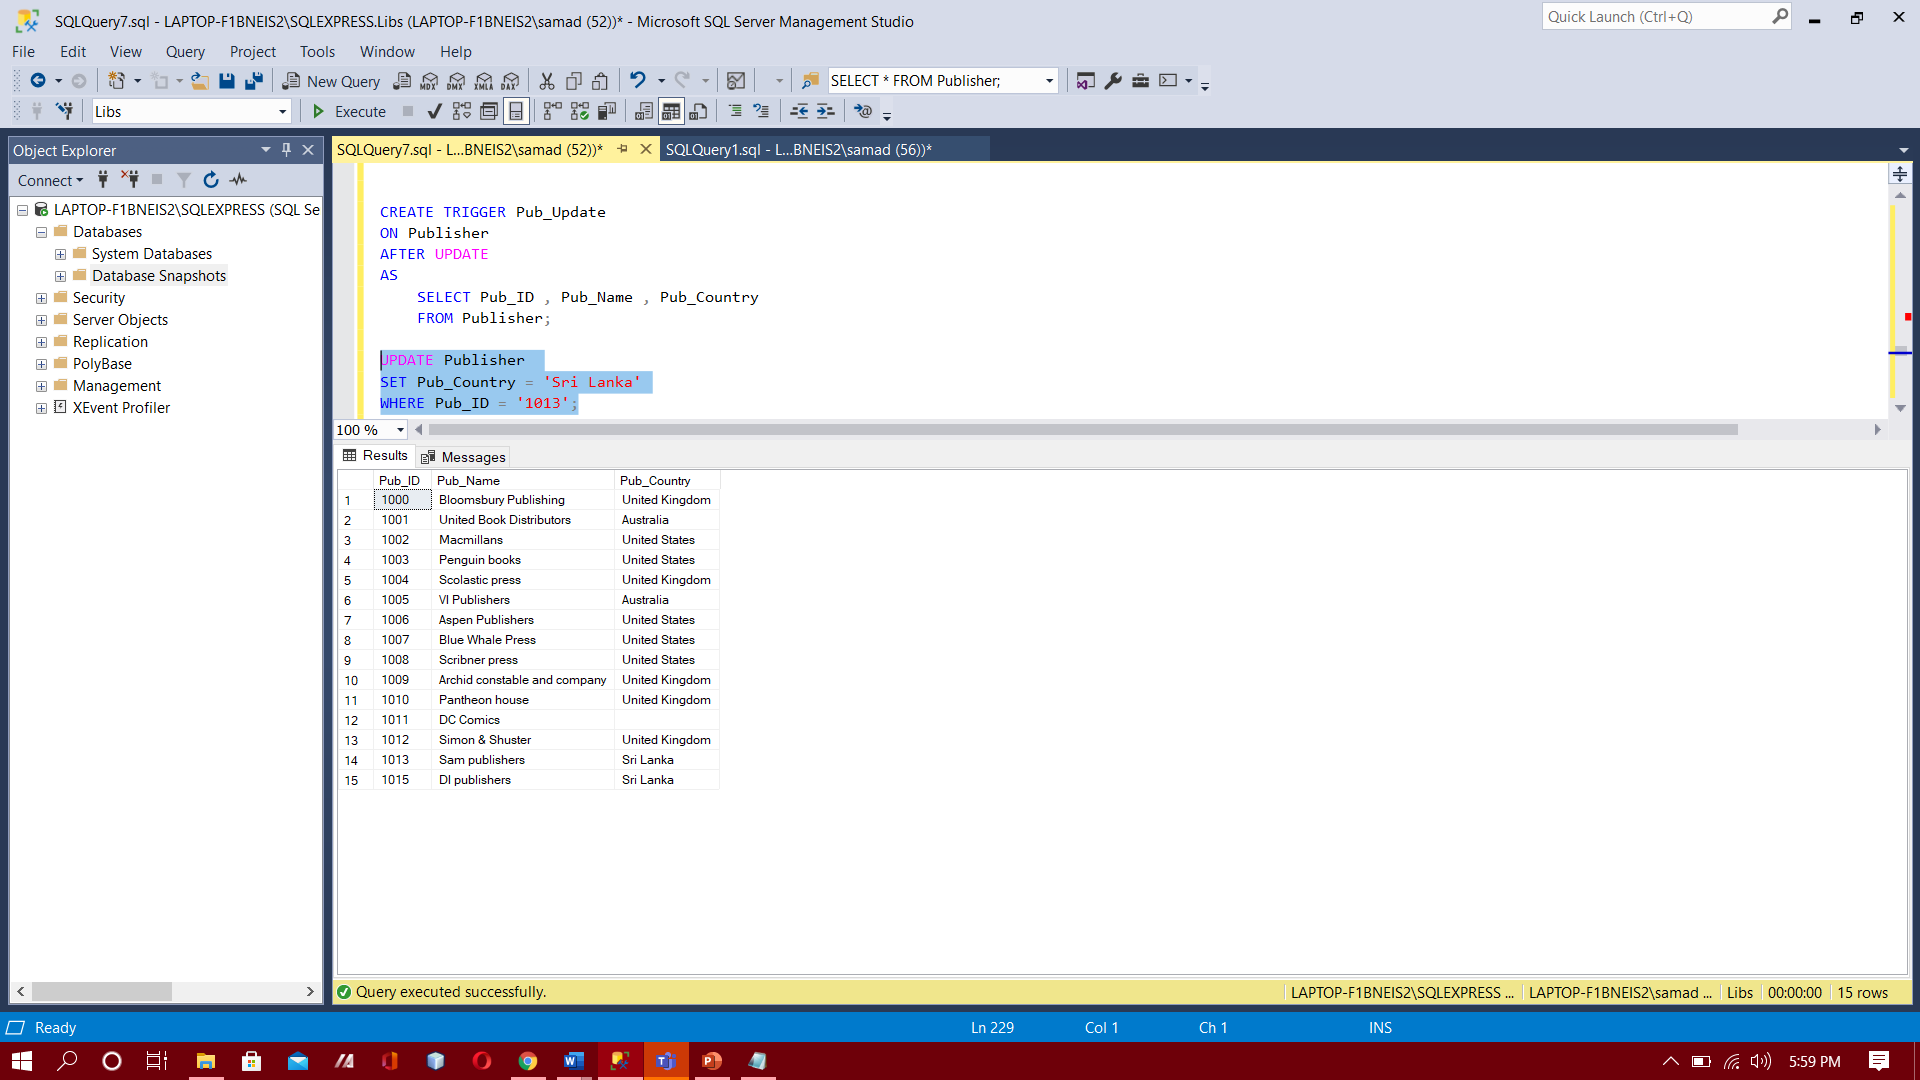 SQLQuery7.sql - LAPTOP-F1BNEIS2\SQLEXPRESS.Libs (LAPTOP-F1BNEIS2\samad (52))* - Microsoft SQL Server Management Studio
Quick Launch (Ctrl+Q)
File Edit View Query Project Tools Window Help
New Query MDX DMX XMLA DAX SELECT * FROM Publisher;
Libs Execute
Object Explorer
SQLQuery7.sql - L...BNEIS2\samad (52))* SQLQuery1.sql - L...BNEIS2\samad (56))*
Connect
LAPTOP-F1BNEIS2\SQLEXPRESS (SQL Se
Databases
System Databases
Database Snapshots
Security
Server Objects
Replication
PolyBase
Management
XEvent Profiler
CREATE TRIGGER Pub_Update
ON Publisher
AFTER UPDATE
AS
SELECT Pub_ID , Pub_Name , Pub_Country
FROM Publisher;
UPDATE Publisher
SET Pub_Country = 'Sri Lanka'
WHERE Pub_ID = '1013';
100 %
Results Messages
Pub_ID Pub_Name Pub_Country
1 1000 Bloomsbury Publishing United Kingdom
2 1001 United Book Distributors Australia
3 1002 Macmillans United States
4 1003 Penguin books United States
5 1004 Scolastic press United Kingdom
6 1005 VI Publishers Australia
7 1006 Aspen Publishers United States
8 1007 Blue Whale Press United States
9 1008 Scribner press United States
10 1009 Archid constable and company United Kingdom
11 1010 Pantheon house United Kingdom
12 1011 DC Comics
13 1012 Simon & Shuster United Kingdom
14 1013 Sam publishers Sri Lanka
15 1015 DI publishers Sri Lanka
Query executed successfully. LAPTOP-F1BNEIS2\SQLEXPRESS ... LAPTOP-F1BNEIS2\samad ... Libs 00:00:00 15 rows
Ready Ln 229 Col 1 Ch 1 INS
5:59 PM